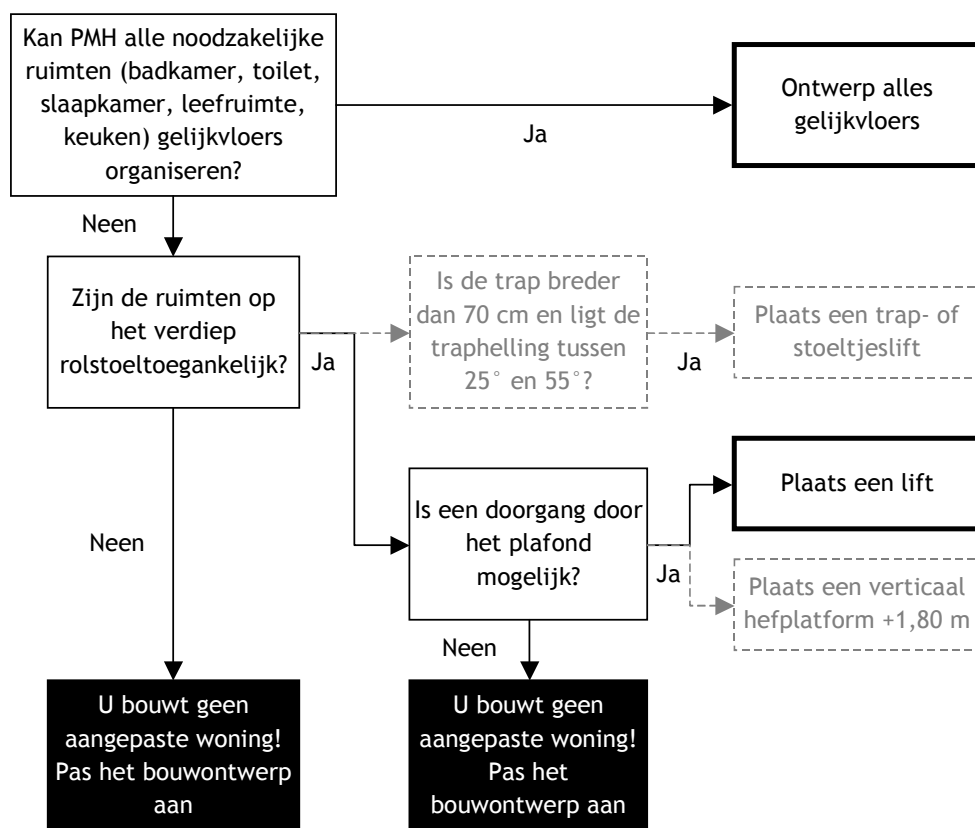 Kan PMH alle noodzakelijke
ruimten (badkamer, toilet,
slaapkamer, leefruimte,
keuken) gelijkvloers
organiseren?
Ja
Ontwerp alles
gelijkvloers
Neen
Zijn de ruimten op
het verdiep
rolstoeltoegankelijk?
Ja
Is de trap breder
dan 70 cm en ligt de
traphelling tussen
25° en 55°?
Ja
Plaats een trap- of
stoeltjeslift
Neen
Is een doorgang door
het plafond
mogelijk?
Ja
Plaats een lift
Plaats een verticaal
hefplatform +1,80 m
Neen
U bouwt geen
aangepaste woning!
Pas het bouwontwerp
aan
U bouwt geen
aangepaste woning!
Pas het
bouwontwerp aan